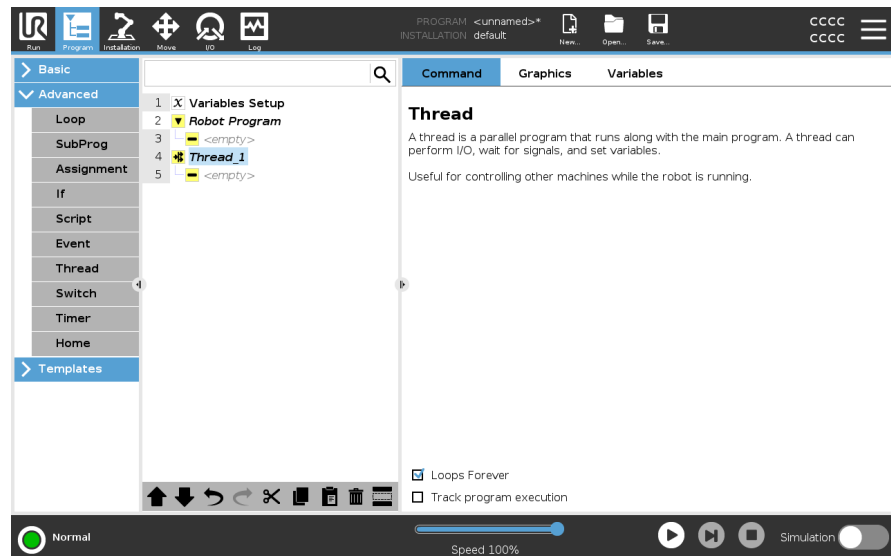 PROGRAM <unnamed>*
INSTALLATION default
UR
Run
Program
Installation
Move
I/O
Log
New...
Open...
Save...
CCCC
CCCC
Basic
Advanced
Loop
SubProg
Assignment
If
Script
Event
Thread
Switch
Timer
Home
Templates
1 X Variables Setup
2 Robot Program
3 <empty>
4 Thread_1
5 <empty>
Command Graphics Variables
Thread
A thread is a parallel program that runs along with the main program. A thread can
perform I/O, wait for signals, and set variables.
Useful for controlling other machines while the robot is running.
Loops Forever
Track program execution
Normal
Speed 100%
Simulation